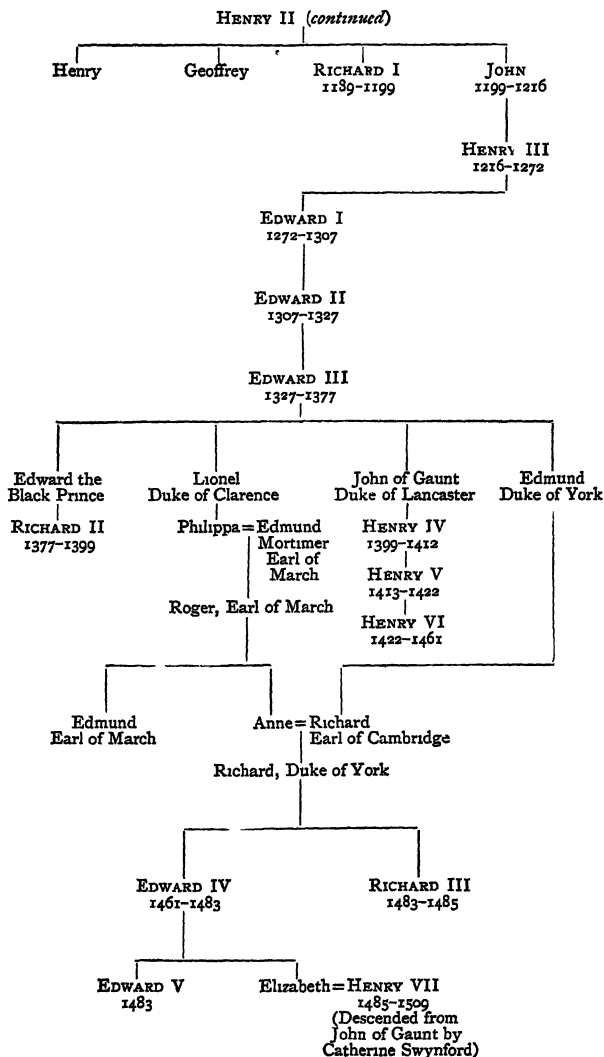 HENRY II (continued)
Henry Geoffrey RICHARD I JOHN
1189–1199 1199–1216
HENRY III
1216–1272
EDWARD I
1272–1307
EDWARD II
1307–1327
EDWARD III
1327–1377
Edward the
Black Prince
Lionel
Duke of Clarence
John of Gaunt
Duke of Lancaster
Edmund
Duke of York
RICHARD II
1377–1399
Philippa=Edmund
Mortimer
Earl of
March
HENRY IV
1399–1412
HENRY V
1413–1422
HENRY VI
1422–1461
Roger, Earl of March
Edmund
Earl of March
Anne=Richard
Earl of Cambridge
Richard, Duke of York
EDWARD IV
1461–1483
RICHARD III
1483–1485
EDWARD V
1483
Elizabeth=HENRY VII
1485–1509
(Descended from
John of Gaunt by
Catherine Swynford)